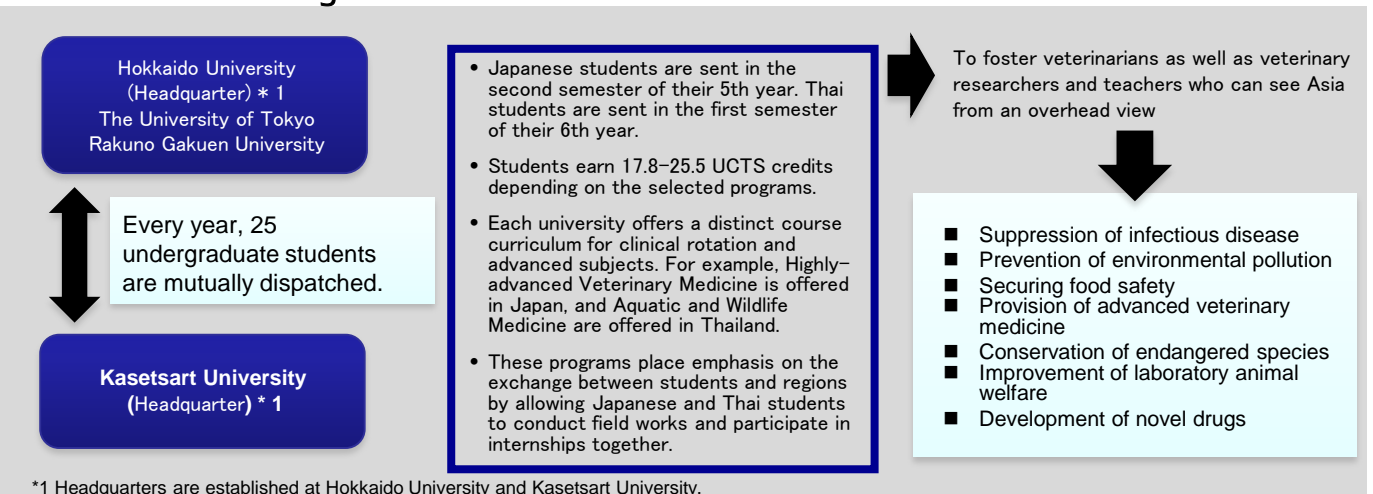 Hokkaido University
(Headquarter) * 1
The University of Tokyo
Rakuno Gakuen University
Every year, 25
undergraduate students
are mutually dispatched.
Kasetsart University
(Headquarter) * 1
• Japanese students are sent in the
second semester of their 5th year. Thai
students are sent in the first semester
of their 6th year.
• Students earn 17.8-25.5 UCTS credits
depending on the selected programs.
• Each university offers a distinct course
curriculum for clinical rotation and
advanced subjects. For example, Highly-
advanced Veterinary Medicine is offered
in Japan, and Aquatic and Wildlife
Medicine are offered in Thailand.
• These programs place emphasis on the
exchange between students and regions
by allowing Japanese and Thai students
to conduct field works and participate in
internships together.
To foster veterinarians as well as veterinary
researchers and teachers who can see Asia
from an overhead view
■ Suppression of infectious disease
■ Prevention of environmental pollution
■ Securing food safety
■ Provision of advanced veterinary
medicine
■ Conservation of endangered species
■ Improvement of laboratory animal
welfare
■ Development of novel drugs
*1 Headquarters are established at Hokkaido University and Kasetsart University.